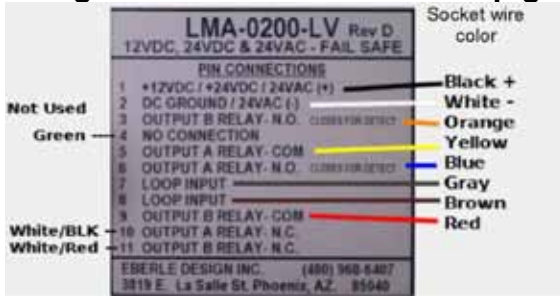 LMA-0200-LV Rev D
12VDC, 24VDC & 24VAC - FAIL SAFE
PIN CONNECTIONS
1 +12VDC / +24VDC / 24VAC (+)
2 DC GROUND / 24VAC (-)
3 OUTPUT B RELAY- N.O. CLOSES FOR DETECT
4 NO CONNECTION
5 OUTPUT A RELAY- COM
6 OUTPUT A RELAY- N.O. CLOSES FOR DETECT
7 LOOP INPUT
8 LOOP INPUT
9 OUTPUT B RELAY- COM
10 OUTPUT A RELAY- N.C.
11 OUTPUT B RELAY- N.C.
EBERLE DESIGN INC. (480) 968-6407
3819 E. La Salle St. Phoenix, AZ. 85040
Not Used
Green
White/BLK
White/Red
Socket wire
color
Black +
White -
Orange
Yellow
Blue
Gray
Brown
Red